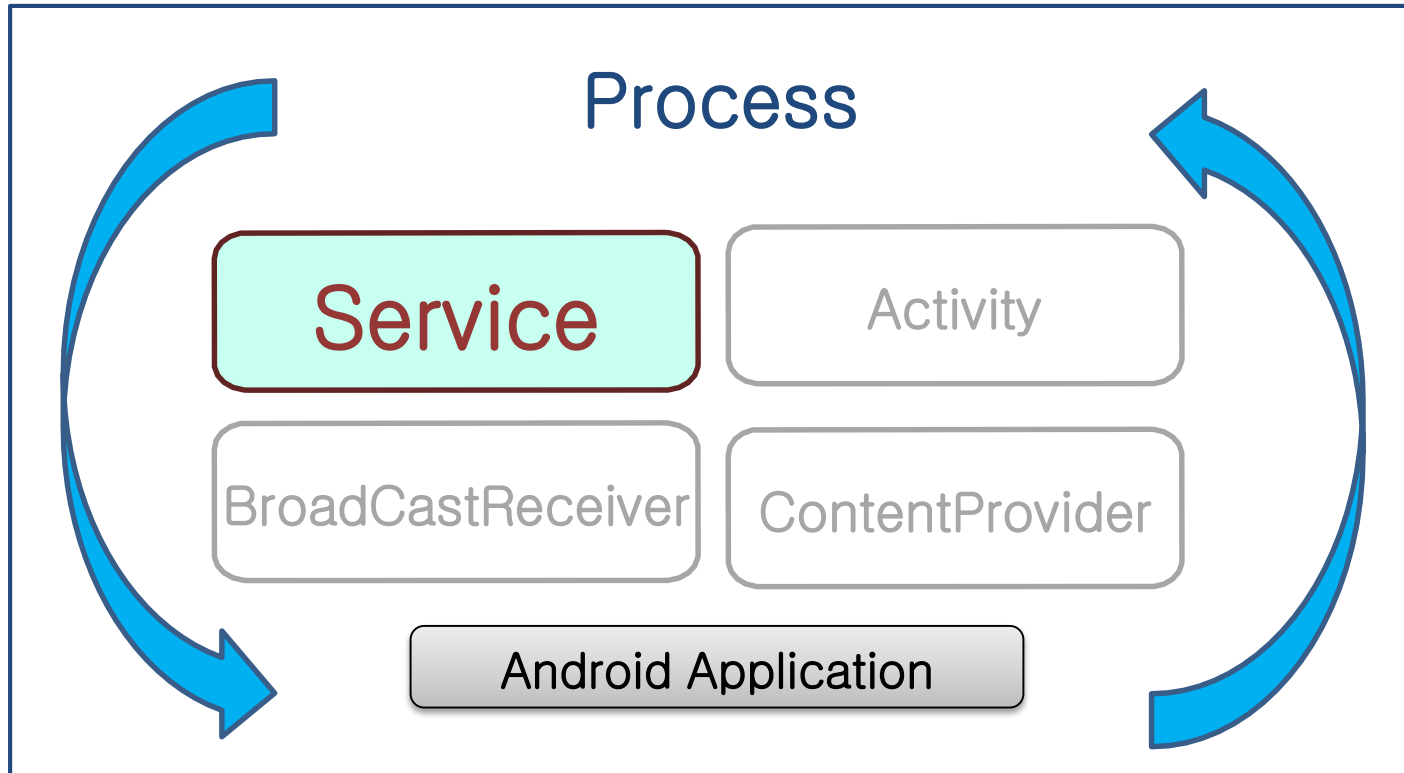 Process
Service
Activity
BroadCastReceiver
ContentProvider
Android Application